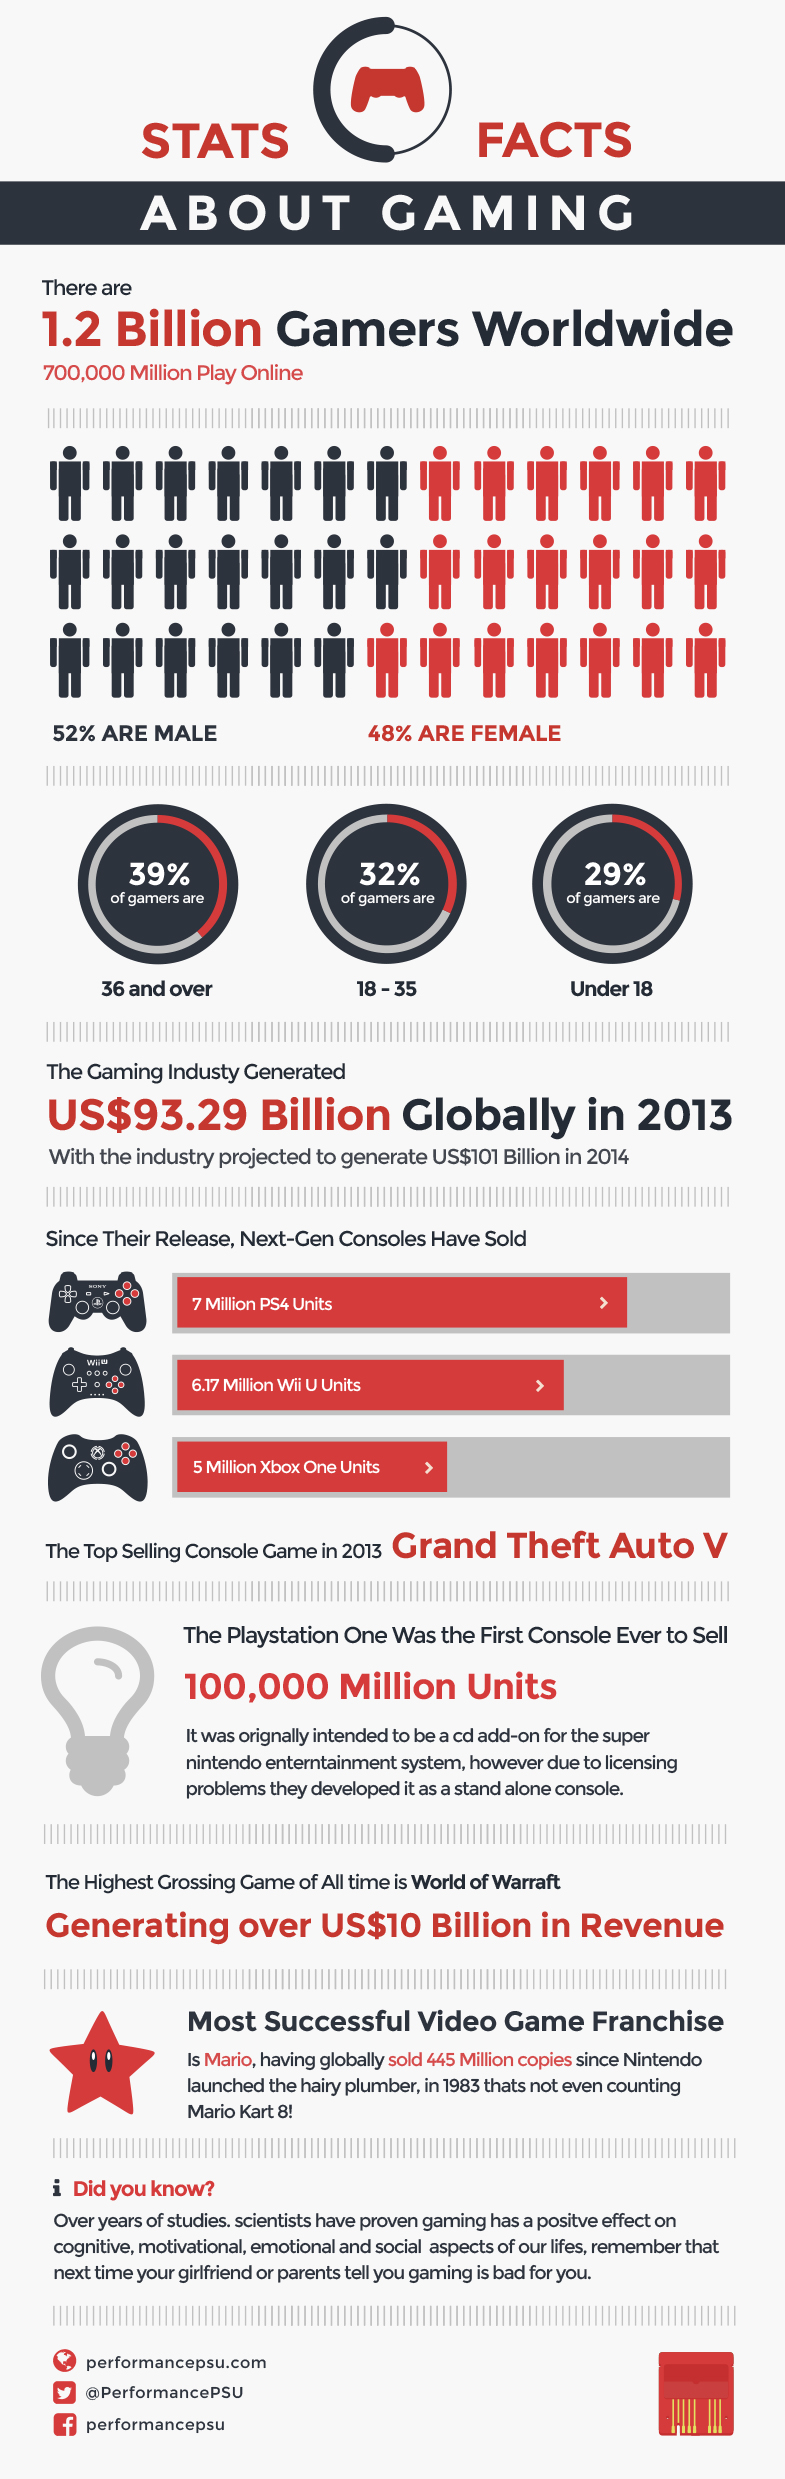 STATS FACTS
ABOUT GAMING
There are
1.2 Billion Gamers Worldwide
700,000 Million Play Online
52% ARE MALE 48% ARE FEMALE
39% of gamers are
36 and over
32% of gamers are
18 - 35
29% of gamers are
Under 18
The Gaming Industy Generated
US$93.29 Billion Globally in 2013
With the industry projected to generate US$101 Billion in 2014
Since Their Release, Next-Gen Consoles Have Sold
SONY
7 Million PS4 Units
Wii U
6.17 Million Wii U Units
5 Million Xbox One Units
The Top Selling Console Game in 2013 Grand Theft Auto V
The Playstation One Was the First Console Ever to Sell
100,000 Million Units
It was orignally intended to be a cd add-on for the super
nintendo enterntainment system, however due to licensing
problems they developed it as a stand alone console.
The Highest Grossing Game of All time is World of Warraft
Generating over US$10 Billion in Revenue
Most Successful Video Game Franchise
Is Mario, having globally sold 445 Million copies since Nintendo
launched the hairy plumber, in 1983 thats not even counting
Mario Kart 8!
i Did you know?
Over years of studies. scientists have proven gaming has a positve effect on
cognitive, motivational, emotional and social aspects of our lifes, remember that
next time your girlfriend or parents tell you gaming is bad for you.
performancepsu.com
@PerformancePSU
performancepsu